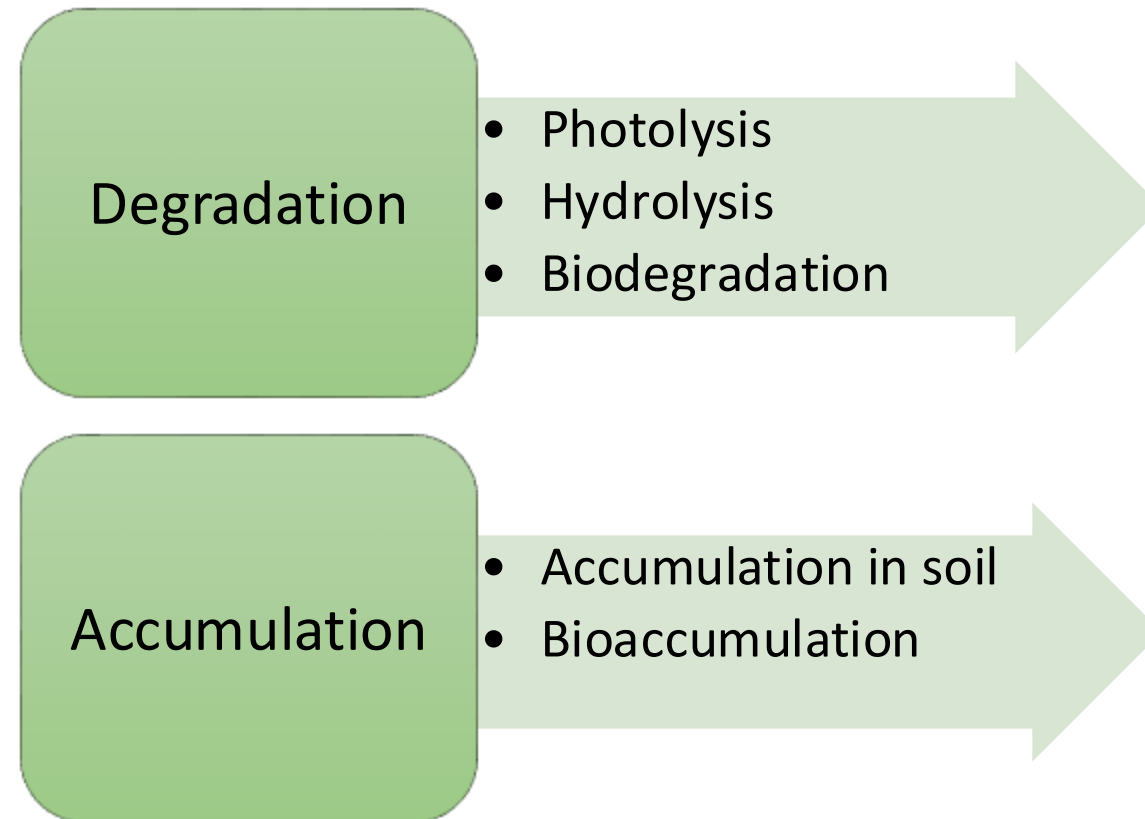 Degradation
• Photolysis
• Hydrolysis
• Biodegradation
Accumulation
• Accumulation in soil
• Bioaccumulation